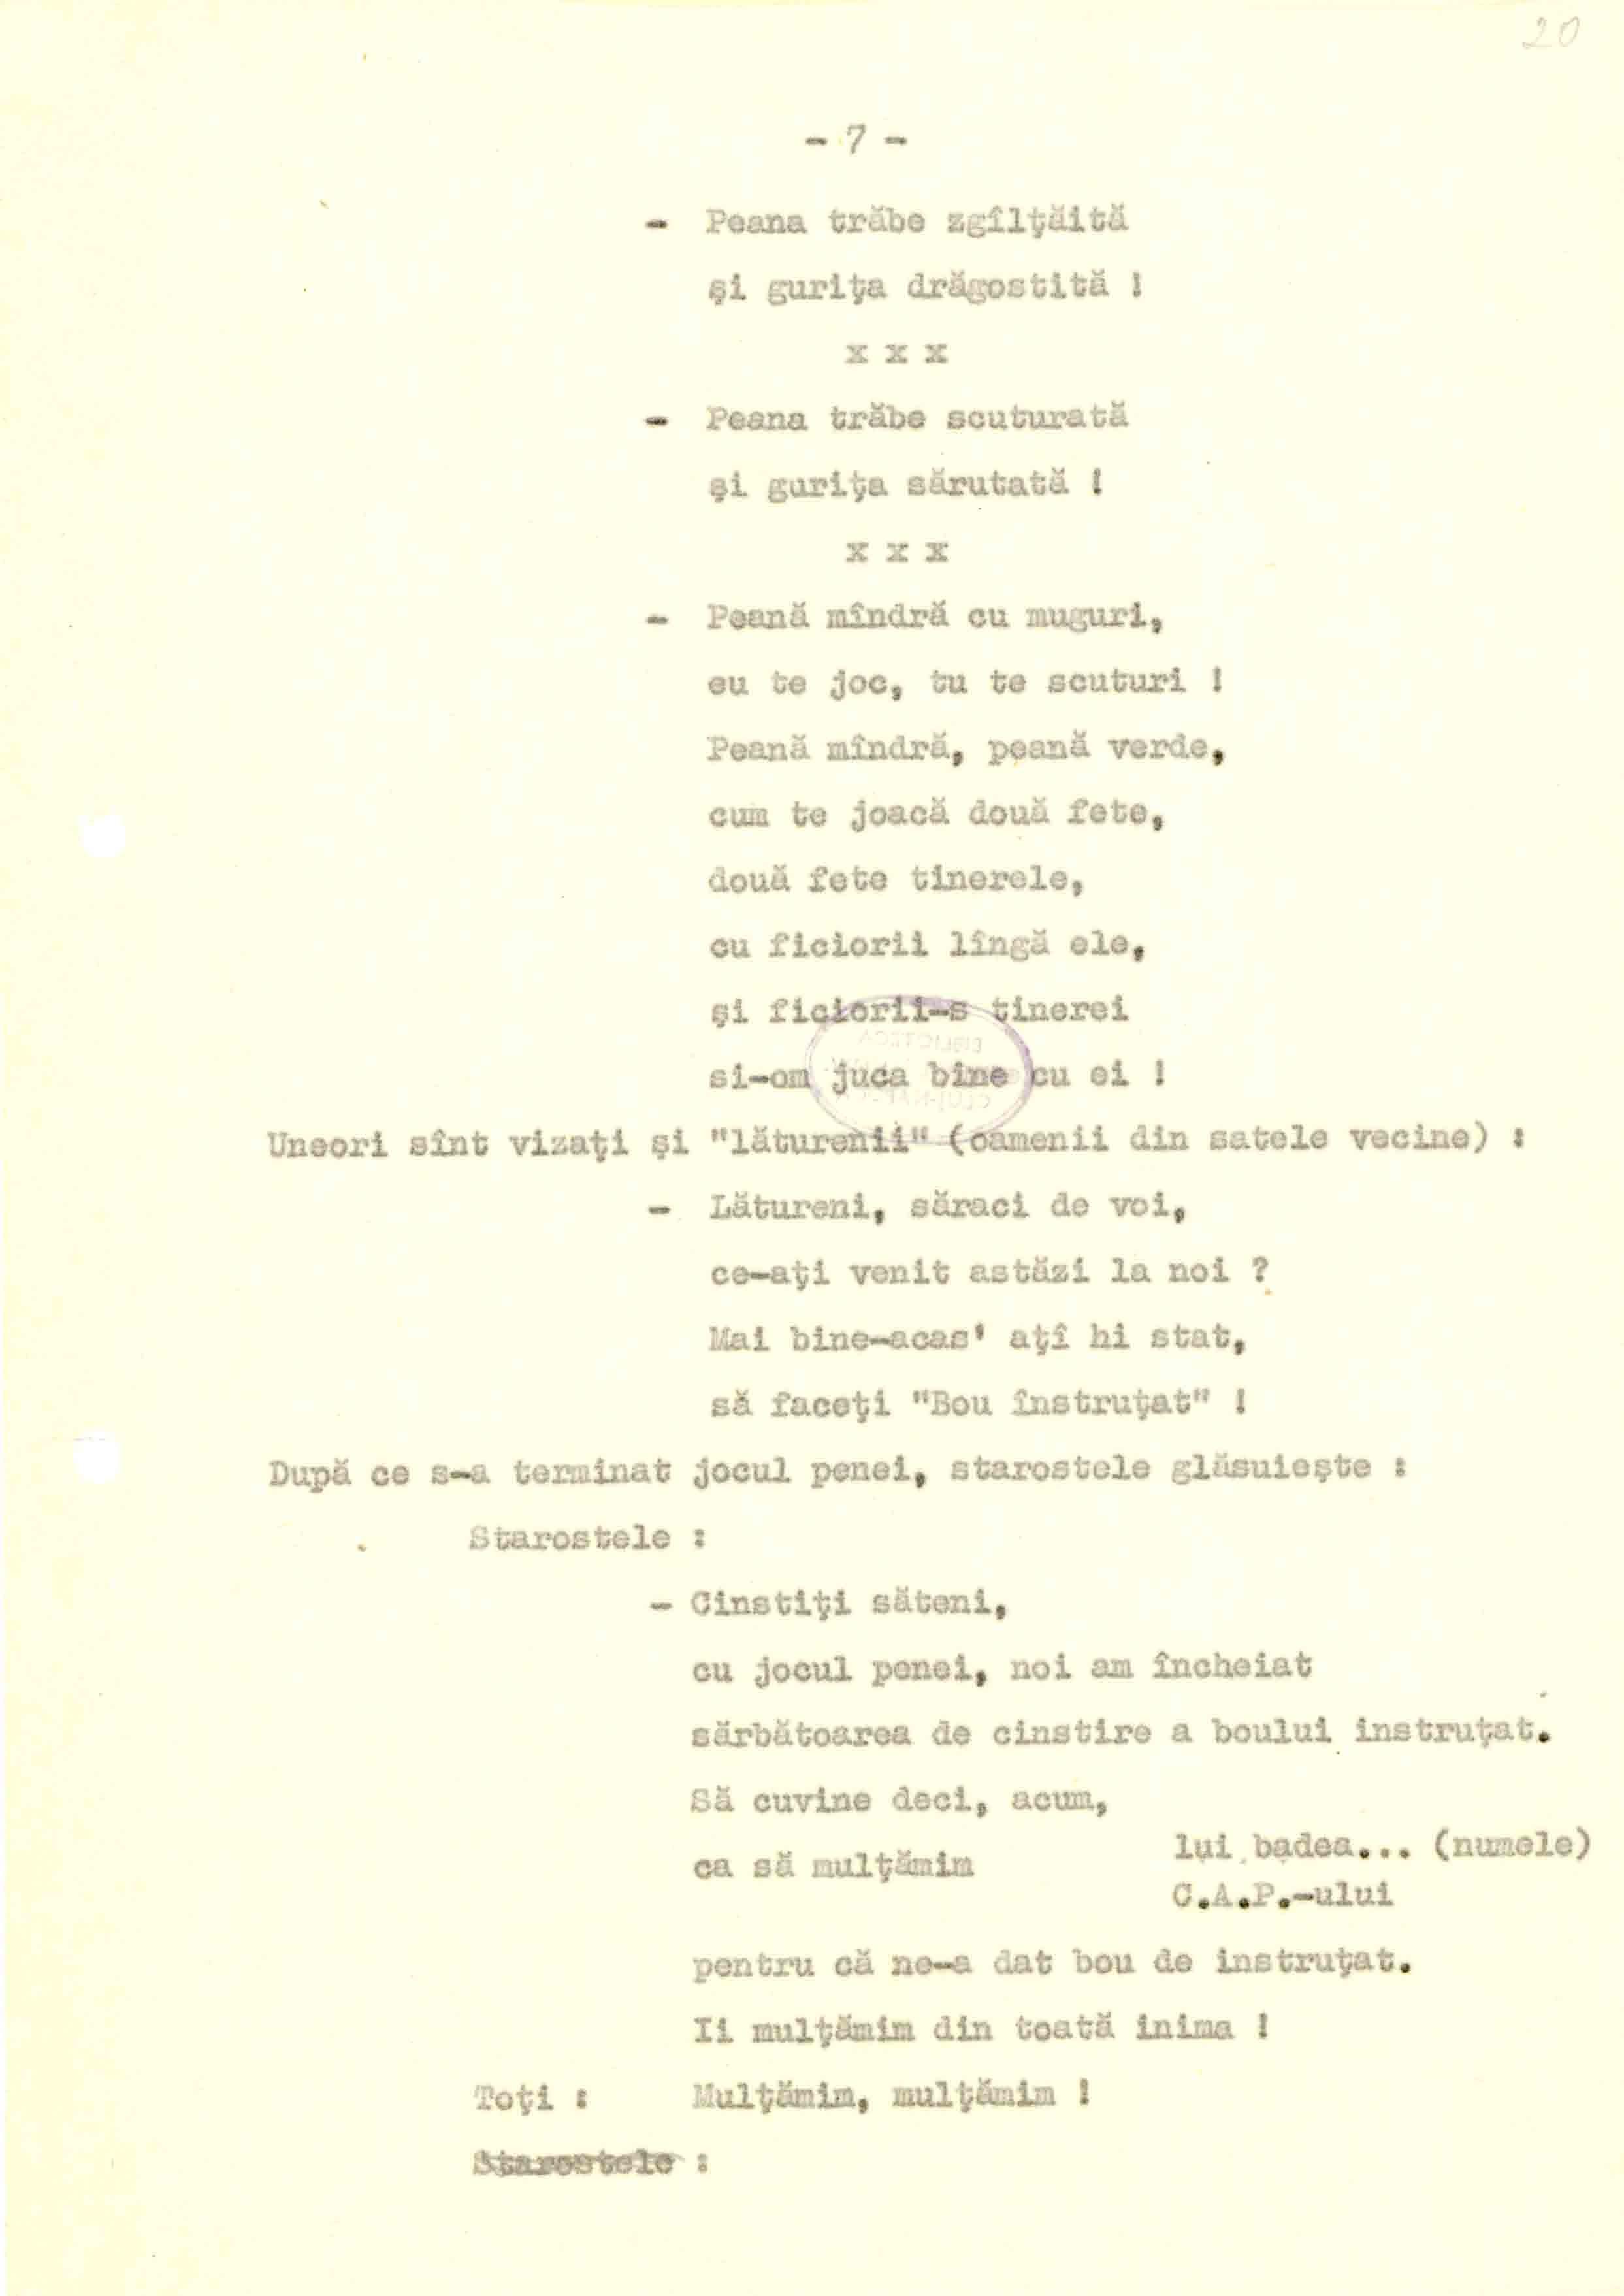 20
- 7 -
- Peana trăbe zgîlţăită
şi guriţa drăgostită !
x x x
- Peana trăbe scuturată
şi guriţa sărutată !
x x x
- Peană mîndră cu muguri,
eu te joc, tu te scuturi !
Peană mîndră, peană verde,
cum te joacă două fete,
două fete tinerele,
cu ficiorii lîngă ele,
şi ficiorii-s tinerei
si-om juca bine cu ei !
BIBLIOTECA
CLUJ-NAPOCA
Uneori sînt vizaţi şi "lăturenii" (oamenii din satele vecine) :
- Lătureni, săraci de voi,
ce-aţi venit astăzi la noi ?
Mai bine-acas' aţî hi stat,
să faceţi "Bou înstruţat" !
După ce s-a terminat jocul penei, starostele glăsuieşte :
Starostele :
- Cinstiţi săteni,
cu jocul penei, noi am încheiat
sărbătoarea de cinstire a boului instruţat.
Să cuvine deci, acum,
ca să mulţămim lui badea... (numele)
C.A.P.-ului
pentru că ne-a dat bou de instruţat.
Ii mulţămim din toată inima !
Toţi : Mulţămim, mulţămim !
Starostele :